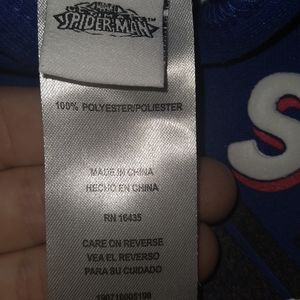 SPIDER-MAN
100% POLYESTER/POLIESTER
MADE IN CHINA
HECHO EN CHINA
RN 16435
CARE ON REVERSE
VEA EL REVERSO
PARA SU CUIDADO
S